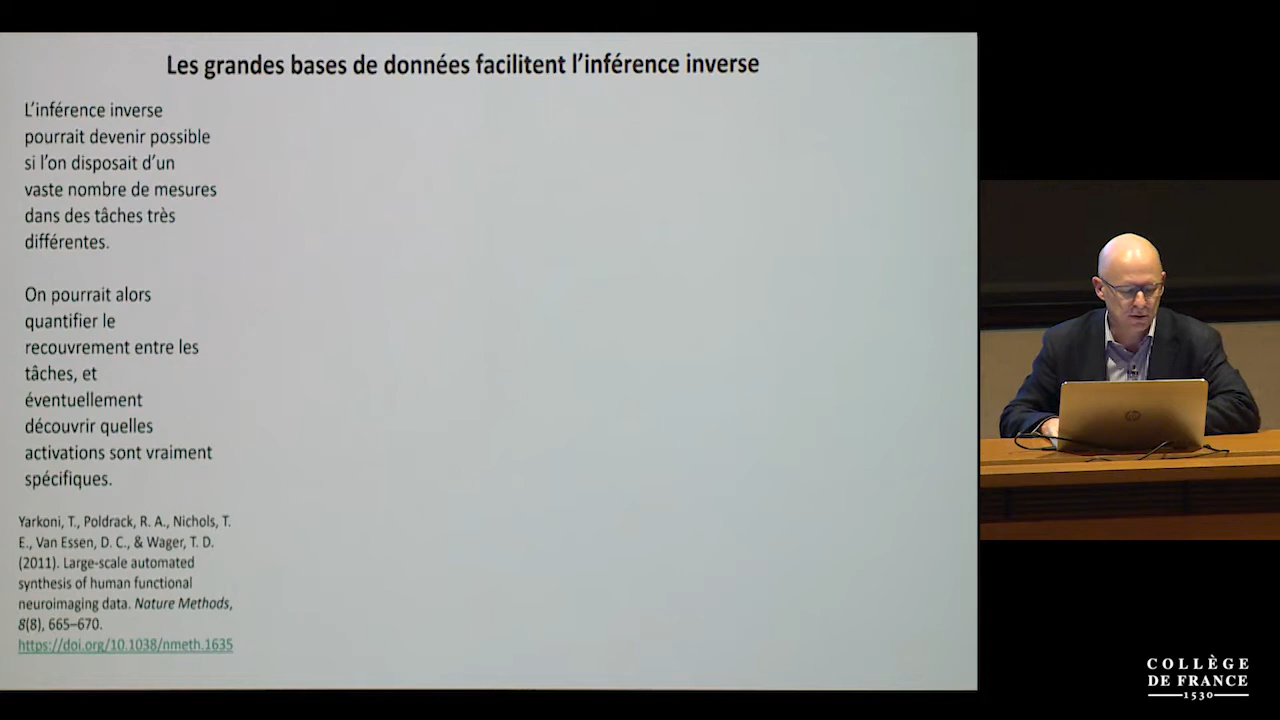 Les grandes bases de données facilitent l’inférence inverse
L’inférence inverse
pourrait devenir possible
si l’on disposait d’un
vaste nombre de mesures
dans des tâches très
différentes.
On pourrait alors
quantifier le
recouvrement entre les
tâches, et
éventuellement
découvrir quelles
activations sont vraiment
spécifiques.
Yarkoni, T., Poldrack, R. A., Nichols, T.
E., Van Essen, D. C., & Wager, T. D.
(2011). Large-scale automated
synthesis of human functional
neuroimaging data. Nature Methods,
8(8), 665–670.
https://doi.org/10.1038/nmeth.1635
hp
COLLÈGE
DE FRANCE
1530